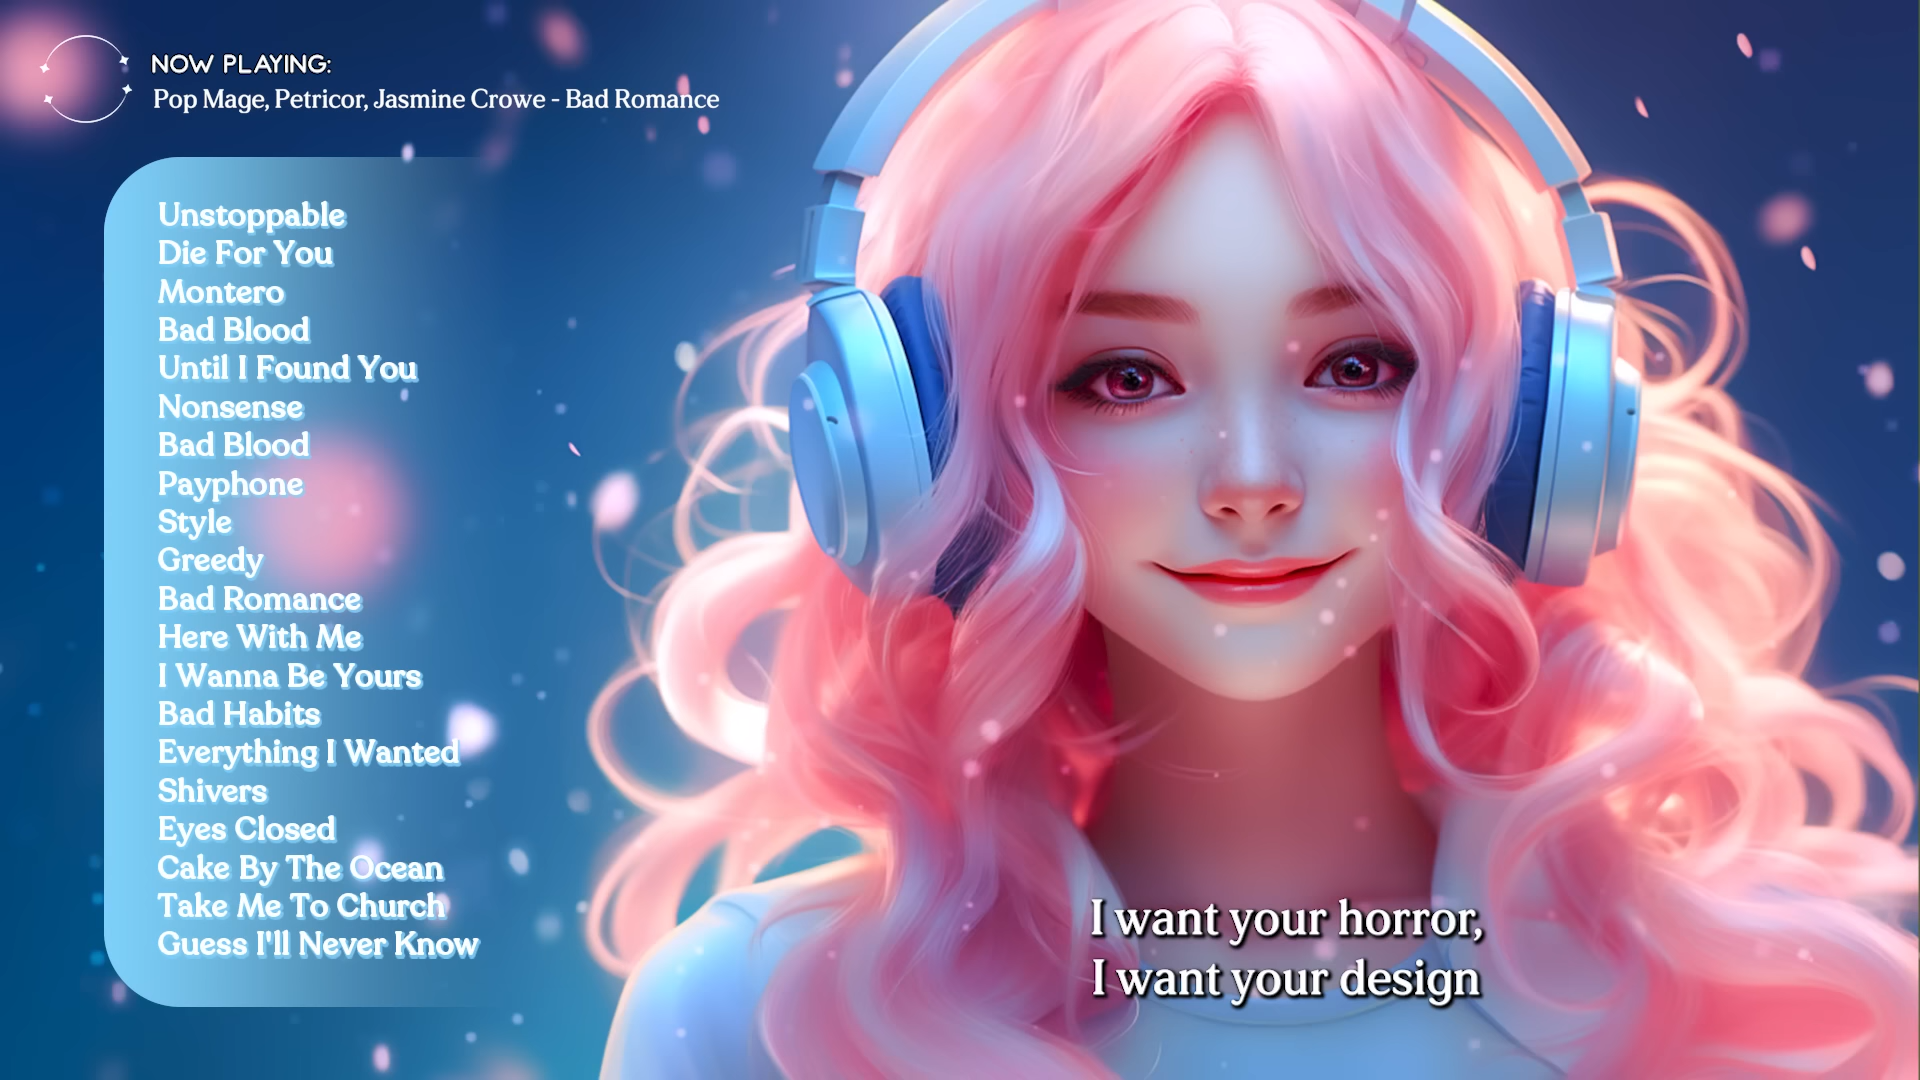 NOW PLAYING:
Pop Mage, Petricor, Jasmine Crowe - Bad Romance
Unstoppable
Die For You
Montero
Bad Blood
Until I Found You
Nonsense
Bad Blood
Payphone
Style
Greedy
Bad Romance
Here With Me
I Wanna Be Yours
Bad Habits
Everything I Wanted
Shivers
Eyes Closed
Cake By The Ocean
Take Me To Church
Guess I'll Never Know
I want your horror,
I want your design